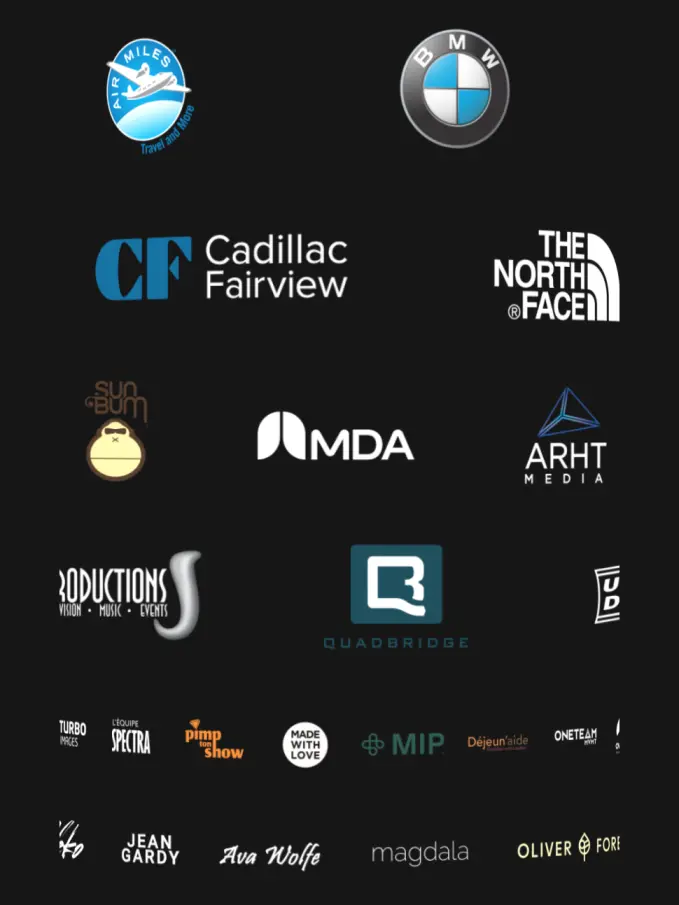 AIR MILES
Travel and More
BMW
CF Cadillac
Fairview
THE
NORTH
®FACE
SUN
BUM
MDA
ARHT
MEDIA
RODUCTIONS
VISION • MUSIC • EVENTS
QUADBRIDGE
U
D
TURBO
IMAGES
L'ÉQUIPE
SPECTRA
pimp
ton
show
MADE
WITH
LOVE
MIP
Déjeun'aide
ONETEAM
MVMT
JEAN
GARDY
Ava Wolfe
magdala
OLIVER FORE